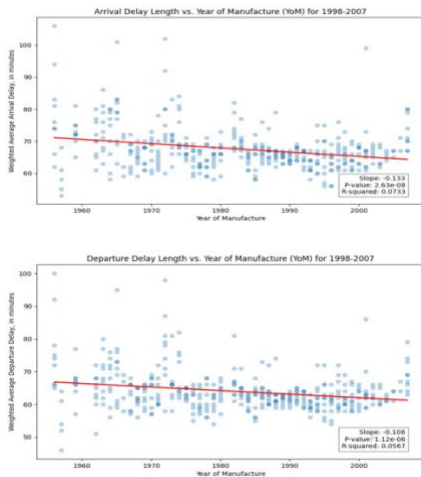 Arrival Delay Length vs. Year of Manufacture (YoM) for 1998-2007
Weighted Average Arrival Delay, in minutes
100
90
80
70
60
1960
1970
1980
1990
2000
Year of Manufacture
Slope: -0.133
P-value: 2.63e-08
R-squared: 0.0733
Departure Delay Length vs. Year of Manufacture (YoM) for 1998-2007
Weighted Average Departure Delay, in minutes
100
90
80
70
60
50
1960
1970
1980
1990
2000
Year of Manufacture
Slope: -0.108
P-value: 1.12e-06
R-squared: 0.0567